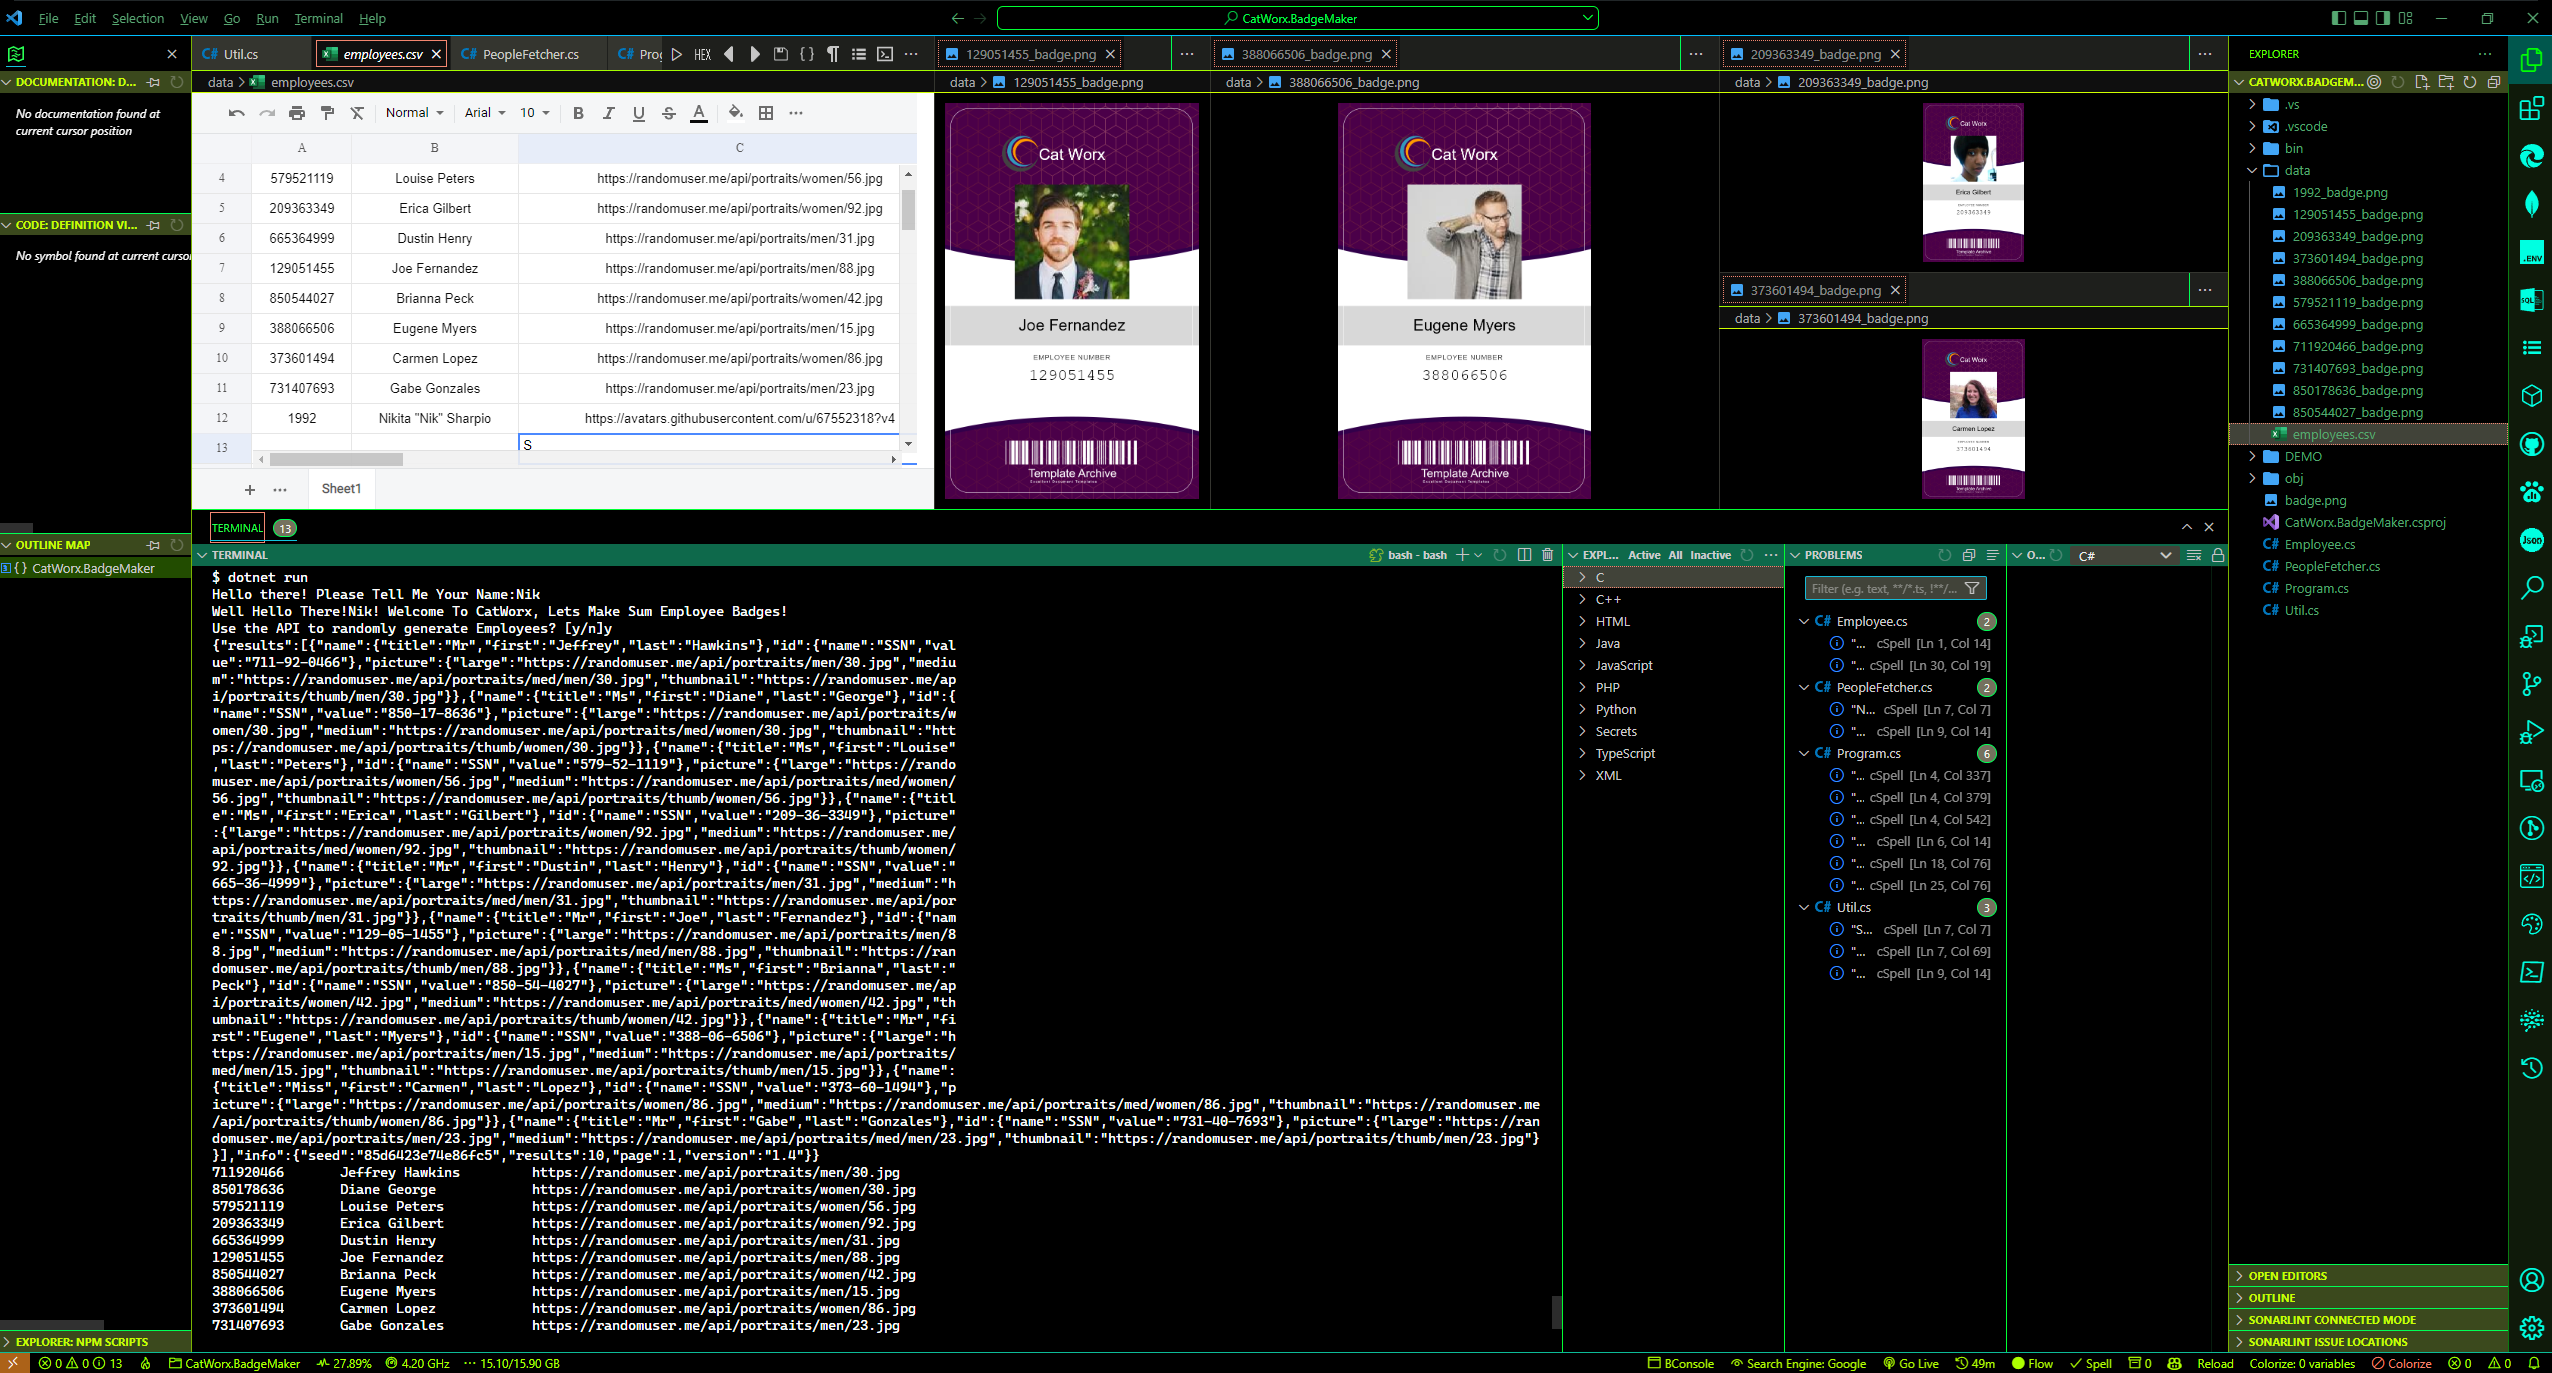 File Edit Selection View Go Run Terminal Help
CatWorx.BadgeMaker
DOCUMENTATION: D...
No documentation found at
current cursor position
CODE: DEFINITION VI...
No symbol found at current curso
OUTLINE MAP
CatWorx.BadgeMaker
EXPLORER: NPM SCRIPTS
Util.cs employees.csv PeopleFetcher.cs Prog HEX
data > employees.csv
Normal Arial 10 B I U S A
A B C
4 579521119 Louise Peters https://randomuser.me/api/portraits/women/56.jpg
5 209363349 Erica Gilbert https://randomuser.me/api/portraits/women/92.jpg
6 665364999 Dustin Henry https://randomuser.me/api/portraits/men/31.jpg
7 129051455 Joe Fernandez https://randomuser.me/api/portraits/men/88.jpg
8 850544027 Brianna Peck https://randomuser.me/api/portraits/women/42.jpg
9 388066506 Eugene Myers https://randomuser.me/api/portraits/men/15.jpg
10 373601494 Carmen Lopez https://randomuser.me/api/portraits/women/86.jpg
11 731407693 Gabe Gonzales https://randomuser.me/api/portraits/men/23.jpg
12 1992 Nikita "Nik" Sharpio https://avatars.githubusercontent.com/u/67552318?v4
13 S
Sheet1
129051455_badge.png
data > 129051455_badge.png
Cat Worx
Joe Fernandez
EMPLOYEE NUMBER
129051455
Template Archive
Excellent Document Templates
388066506_badge.png
data > 388066506_badge.png
Cat Worx
Eugene Myers
EMPLOYEE NUMBER
388066506
Template Archive
Excellent Document Templates
209363349_badge.png
data > 209363349_badge.png
Cat Worx
Erica Gilbert
EMPLOYEE NUMBER
209363349
Template Archive
373601494_badge.png
data > 373601494_badge.png
Cat Worx
Carmen Lopez
EMPLOYEE NUMBER
373601494
Template Archive
TERMINAL 13
TERMINAL
bash - bash
$ dotnet run
Hello there! Please Tell Me Your Name:Nik
Well Hello There!Nik! Welcome To CatWorx, Lets Make Sum Employee Badges!
Use the API to randomly generate Employees? [y/n]y
{"results":[{"name":{"title":"Mr","first":"Jeffrey","last":"Hawkins"},"id":{"name":"SSN","val
ue":"711-92-0466"},"picture":{"large":"https://randomuser.me/api/portraits/men/30.jpg","mediu
m":"https://randomuser.me/api/portraits/med/men/30.jpg","thumbnail":"https://randomuser.me/ap
i/portraits/thumb/men/30.jpg"}},{"name":{"title":"Ms","first":"Diane","last":"George"},"id":{
"name":"SSN","value":"850-17-8636"},"picture":{"large":"https://randomuser.me/api/portraits/w
omen/30.jpg","medium":"https://randomuser.me/api/portraits/med/women/30.jpg","thumbnail":"htt
ps://randomuser.me/api/portraits/thumb/women/30.jpg"}},{"name":{"title":"Ms","first":"Louise"
,"last":"Peters"},"id":{"name":"SSN","value":"579-52-1119"},"picture":{"large":"https://rando
muser.me/api/portraits/women/56.jpg","medium":"https://randomuser.me/api/portraits/med/women/
56.jpg","thumbnail":"https://randomuser.me/api/portraits/thumb/women/56.jpg"}},{"name":{"titl
e":"Ms","first":"Erica","last":"Gilbert"},"id":{"name":"SSN","value":"209-36-3349"},"picture"
:{"large":"https://randomuser.me/api/portraits/women/92.jpg","medium":"https://randomuser.me/
api/portraits/med/women/92.jpg","thumbnail":"https://randomuser.me/api/portraits/thumb/women/
92.jpg"}},{"name":{"title":"Mr","first":"Dustin","last":"Henry"},"id":{"name":"SSN","value":"
665-36-4999"},"picture":{"large":"https://randomuser.me/api/portraits/men/31.jpg","medium":"h
ttps://randomuser.me/api/portraits/med/men/31.jpg","thumbnail":"https://randomuser.me/api/por
traits/thumb/men/31.jpg"}},{"name":{"title":"Mr","first":"Joe","last":"Fernandez"},"id":{"nam
e":"SSN","value":"129-05-1455"},"picture":{"large":"https://randomuser.me/api/portraits/men/8
8.jpg","medium":"https://randomuser.me/api/portraits/med/men/88.jpg","thumbnail":"https://ran
domuser.me/api/portraits/thumb/men/88.jpg"}},{"name":{"title":"Ms","first":"Brianna","last":"
Peck"},"id":{"name":"SSN","value":"850-54-4027"},"picture":{"large":"https://randomuser.me/ap
i/portraits/women/42.jpg","medium":"https://randomuser.me/api/portraits/med/women/42.jpg","th
umbnail":"https://randomuser.me/api/portraits/thumb/women/42.jpg"}},{"name":{"title":"Mr","fi
rst":"Eugene","last":"Myers"},"id":{"name":"SSN","value":"388-06-6506"},"picture":{"large":"h
ttps://randomuser.me/api/portraits/men/15.jpg","medium":"https://randomuser.me/api/portraits/
med/men/15.jpg","thumbnail":"https://randomuser.me/api/portraits/thumb/men/15.jpg"}},{"name":
{"title":"Miss","first":"Carmen","last":"Lopez"},"id":{"name":"SSN","value":"373-60-1494"},"p
icture":{"large":"https://randomuser.me/api/portraits/women/86.jpg","medium":"https://randomuser.me/api/portraits/med/women/86.jpg","thumbnail":"https://randomuser.me
/api/portraits/thumb/women/86.jpg"}},{"name":{"title":"Mr","first":"Gabe","last":"Gonzales"},"id":{"name":"SSN","value":"731-40-7693"},"picture":{"large":"https://ran
domuser.me/api/portraits/men/23.jpg","medium":"https://randomuser.me/api/portraits/med/men/23.jpg","thumbnail":"https://randomuser.me/api/portraits/thumb/men/23.jpg"}
}],"info":{"seed":"85d6423e74e86fc5","results":10,"page":1,"version":"1.4"}}
711920466 Jeffrey Hawkins https://randomuser.me/api/portraits/men/30.jpg
850178636 Diane George https://randomuser.me/api/portraits/women/30.jpg
579521119 Louise Peters https://randomuser.me/api/portraits/women/56.jpg
209363349 Erica Gilbert https://randomuser.me/api/portraits/women/92.jpg
665364999 Dustin Henry https://randomuser.me/api/portraits/men/31.jpg
129051455 Joe Fernandez https://randomuser.me/api/portraits/men/88.jpg
850544027 Brianna Peck https://randomuser.me/api/portraits/women/42.jpg
388066506 Eugene Myers https://randomuser.me/api/portraits/men/15.jpg
373601494 Carmen Lopez https://randomuser.me/api/portraits/women/86.jpg
731407693 Gabe Gonzales https://randomuser.me/api/portraits/men/23.jpg
EXPL... Active All Inactive
C
C++
HTML
Java
JavaScript
PHP
Python
Secrets
TypeScript
XML
PROBLEMS
Filter (e.g. text, **/*.ts, !**/...
Employee.cs 2
"... cSpell [Ln 1, Col 14]
"... cSpell [Ln 30, Col 19]
PeopleFetcher.cs 2
"N... cSpell [Ln 7, Col 7]
"... cSpell [Ln 9, Col 14]
Program.cs 6
"... cSpell [Ln 4, Col 337]
"... cSpell [Ln 4, Col 379]
"... cSpell [Ln 4, Col 542]
"... cSpell [Ln 6, Col 14]
"... cSpell [Ln 18, Col 76]
"... cSpell [Ln 25, Col 76]
Util.cs 3
"S... cSpell [Ln 7, Col 7]
"... cSpell [Ln 7, Col 69]
"... cSpell [Ln 9, Col 14]
O... C#
EXPLORER
CATWORX.BADGEM...
.vs
.vscode
bin
data
1992_badge.png
129051455_badge.png
209363349_badge.png
373601494_badge.png
388066506_badge.png
579521119_badge.png
665364999_badge.png
711920466_badge.png
731407693_badge.png
850178636_badge.png
850544027_badge.png
employees.csv
DEMO
obj
badge.png
CatWorx.BadgeMaker.csproj
Employee.cs
PeopleFetcher.cs
Program.cs
Util.cs
OPEN EDITORS
OUTLINE
SONARLINT CONNECTED MODE
SONARLINT ISSUE LOCATIONS
.ENV
SQL
Json
0 0 13 CatWorx.BadgeMaker 27.89% 4.20 GHz 15.10/15.90 GB
BConsole Search Engine: Google Go Live 49m Flow Spell 0 Reload Colorize: 0 variables Colorize 0 0